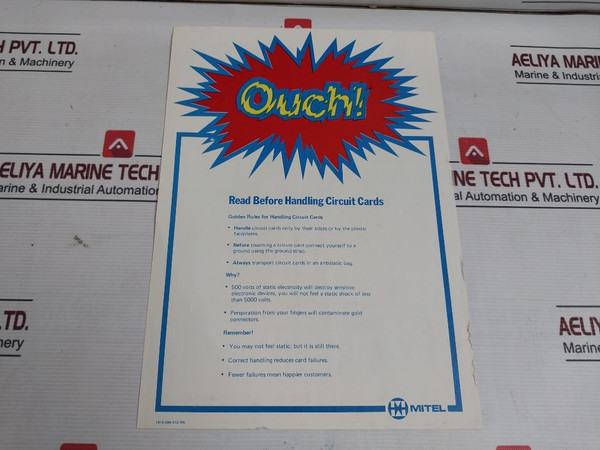 PVT. LTD.
& Machinery
AELIYA MARINE
Marine & Industrial
Ouch!
AELIYA MARINE TECH
Marine & Industrial Automation
TECH PVT. LTD.
Automation & Machinery
Read Before Handling Circuit Cards
Golden Rules for Handling Circuit Cards
• Handle circuit cards only by their edges or by the plastic
fasteners.
• Before touching a circuit card connect yourself to a
ground using the ground strap.
• Always transport circuit cards in an antistatic bag.
Why?
• 500 volts of static electricity will destroy sensitive
electronic devices, you will not feel a static shock of less
than 5000 volts.
• Perspiration from your fingers will contaminate gold
connectors.
Remember!
• You may not feel static, but it is still there.
• Correct handling reduces card failures.
• Fewer failures mean happier customers.
LTD.
Machinery
AELIYA
Marine
MITEL